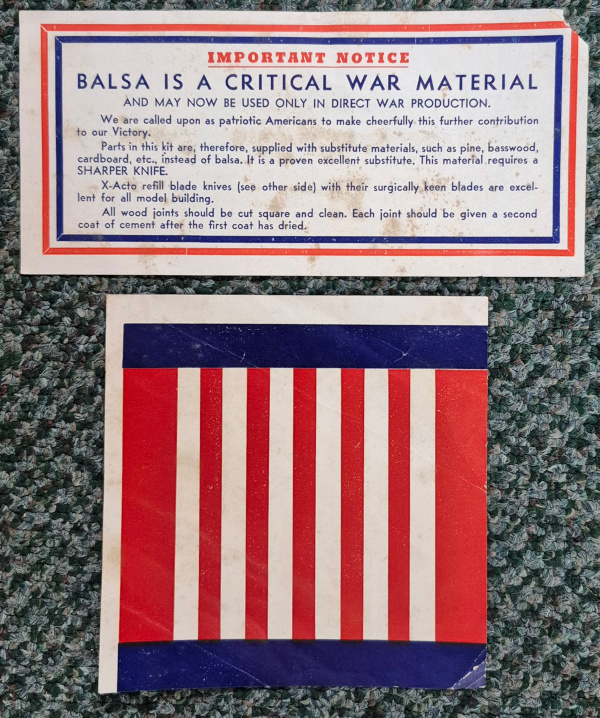 IMPORTANT NOTICE
BALSA IS A CRITICAL WAR MATERIAL
AND MAY NOW BE USED ONLY IN DIRECT WAR PRODUCTION.
We are called upon as patriotic Americans to make cheerfully this further contribution
to our Victory.
Parts in this kit are, therefore, supplied with substitute materials, such as pine, basswood,
cardboard, etc., instead of balsa. It is a proven excellent substitute. This material requires a
SHARPER KNIFE.
X-Acto refill blade knives (see other side) with their surgically keen blades are excel-
lent for all model building.
All wood joints should be cut square and clean. Each joint should be given a second
coat of cement after the first coat has dried.